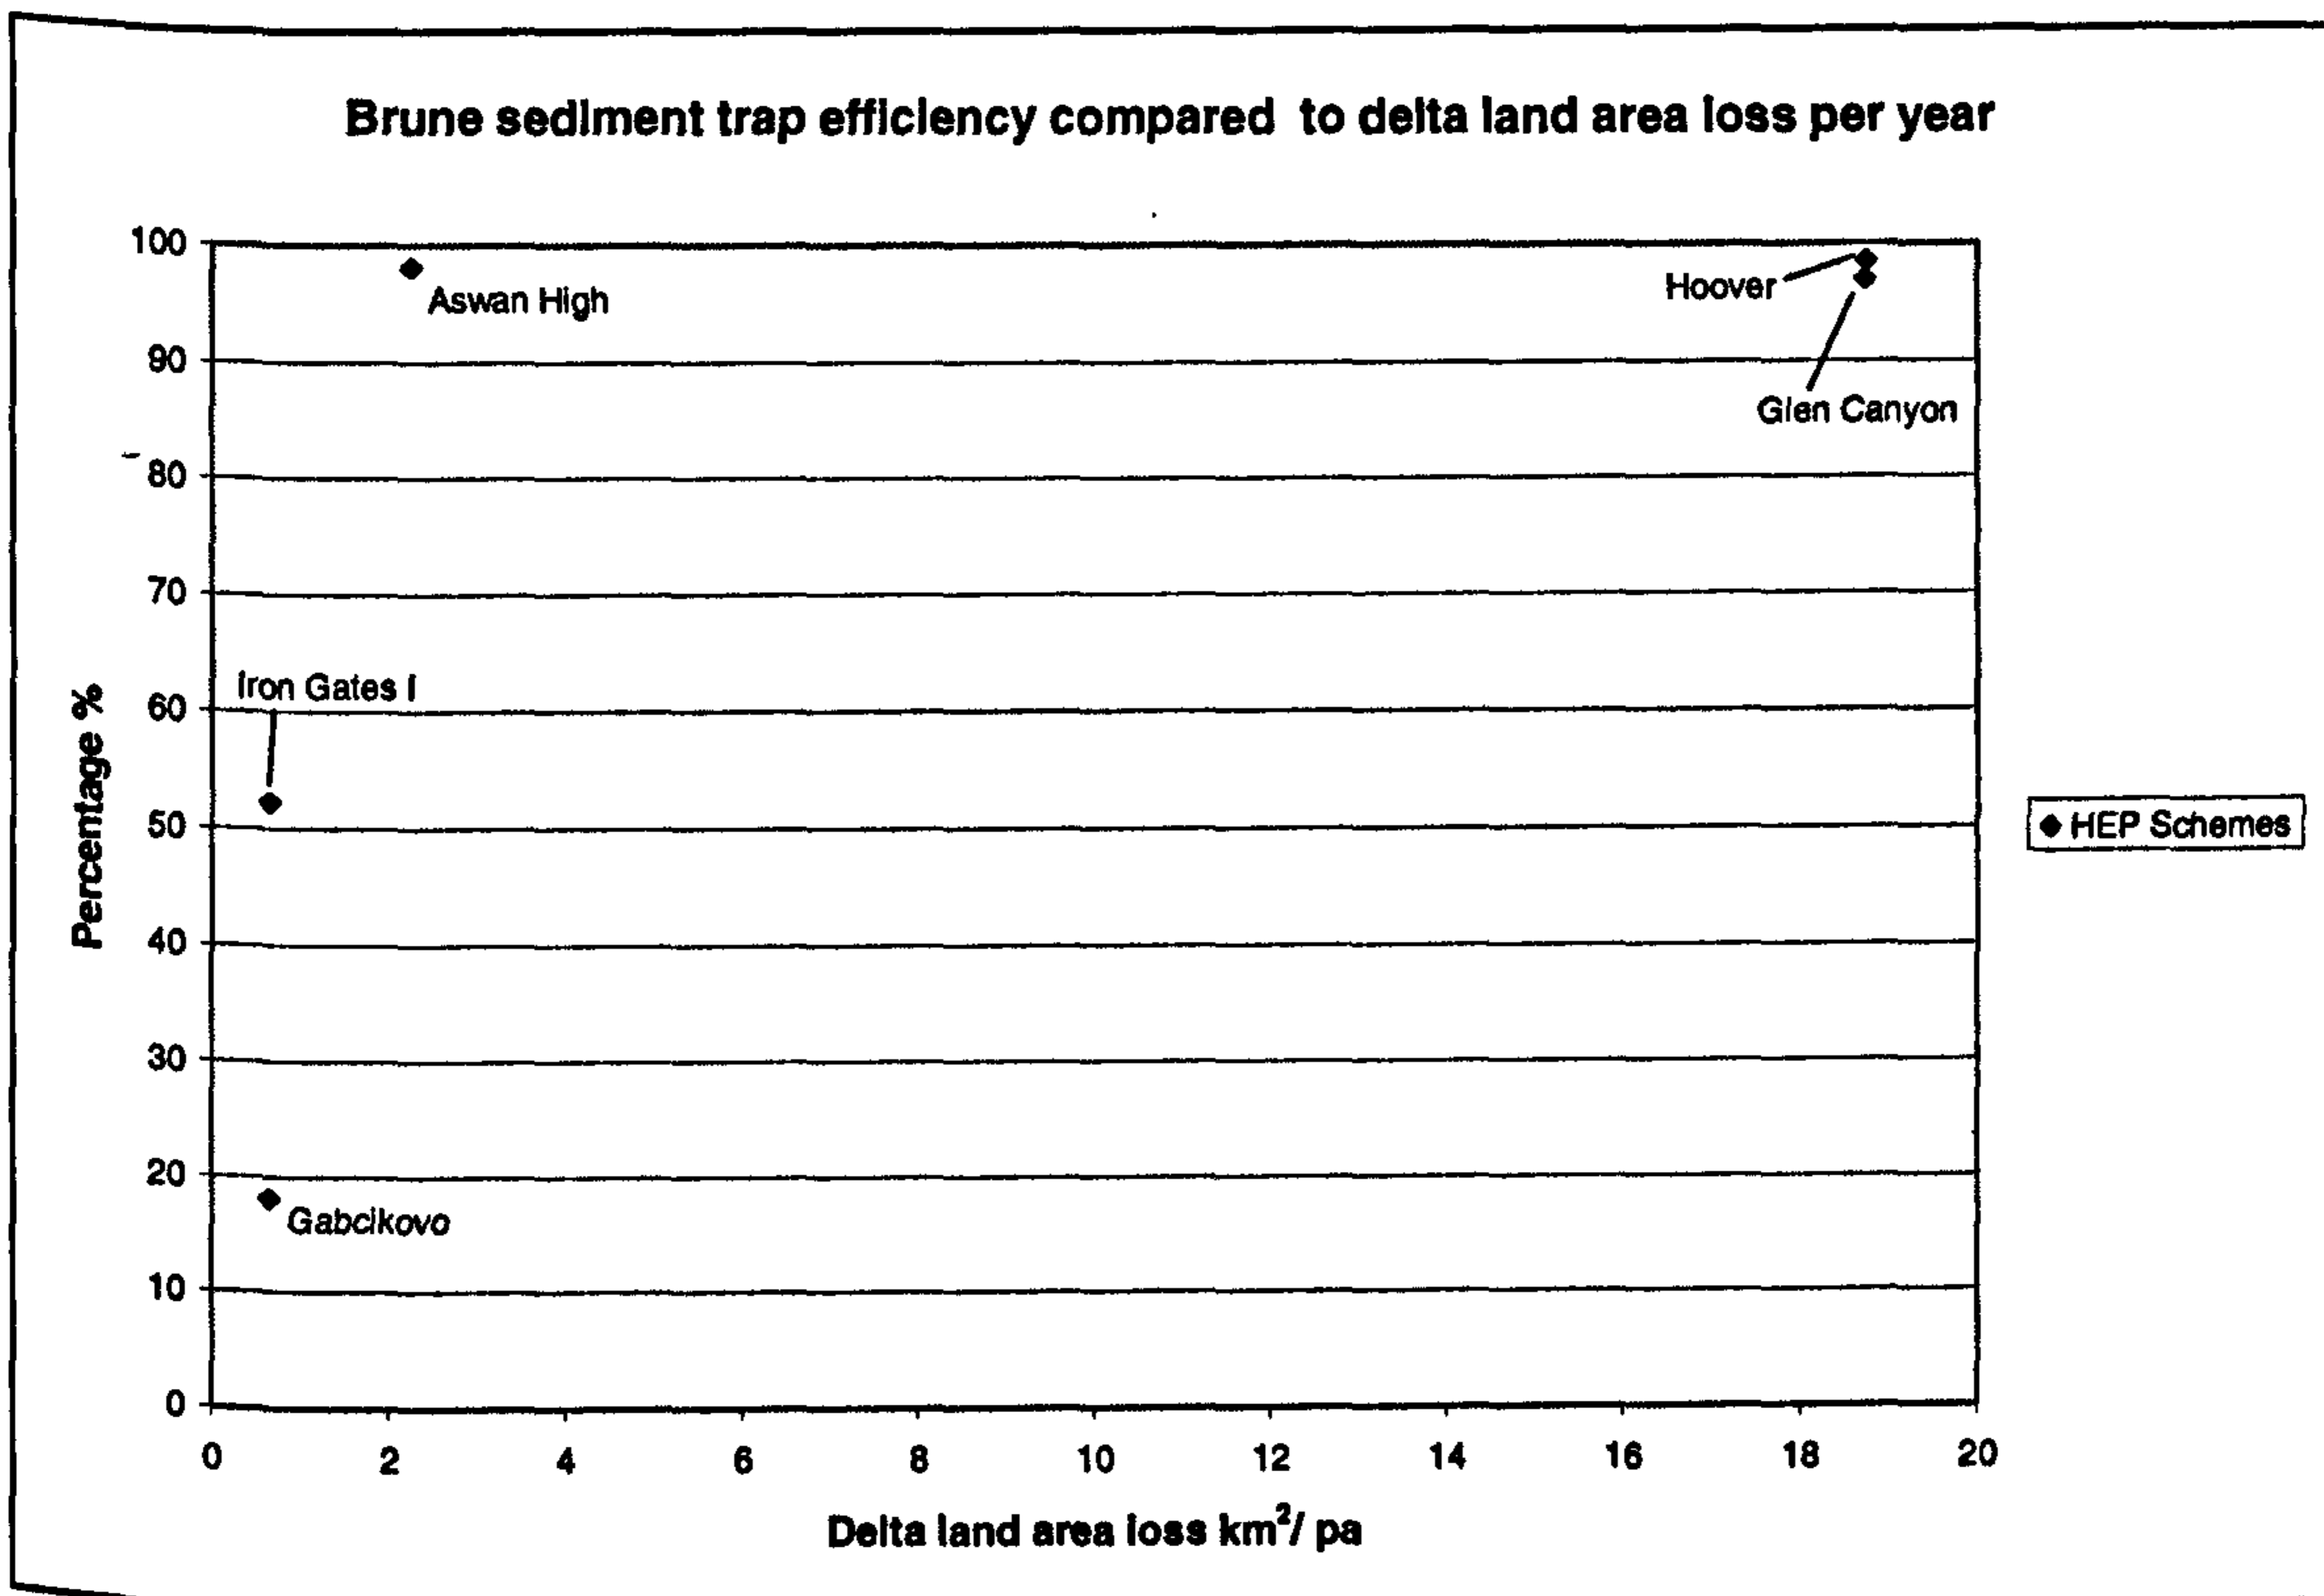 Brune sediment trap efficiency compared to delta land area loss per year
100
90
80
70
60
50
40
30
20
10
0
Percentage %
Aswan High
Hoover
Glen Canyon
Iron Gates I
Gabcikovo
HEP Schemes
0 2 4 6 8 10 12 14 16 18 20
Delta land area loss km²/ pa